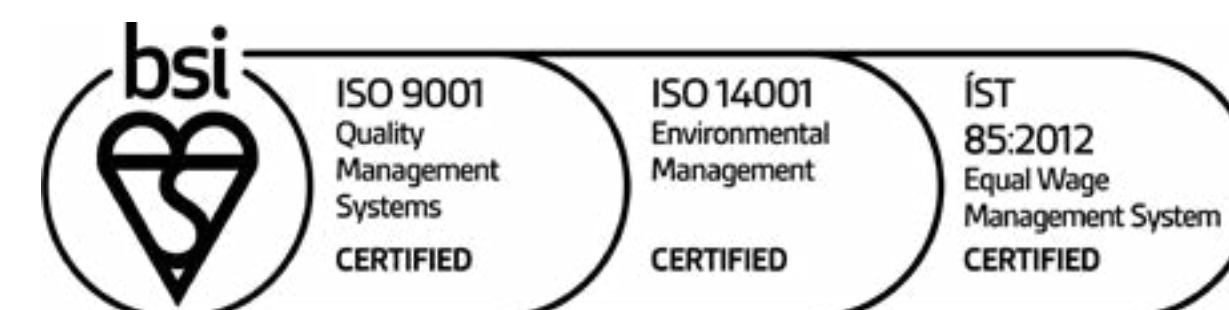 bsi
ISO 9001
Quality
Management
Systems
CERTIFIED
ISO 14001
Environmental
Management
CERTIFIED
ÍST
85:2012
Equal Wage
Management System
CERTIFIED